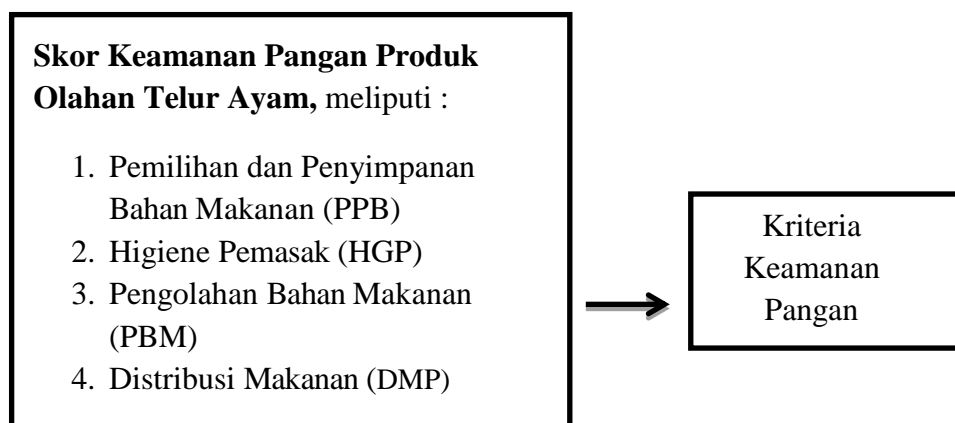 Skor Keamanan Pangan Produk
Olahan Telur Ayam, meliputi :
1. Pemilihan dan Penyimpanan
Bahan Makanan (PPB)
2. Higiene Pemasak (HGP)
3. Pengolahan Bahan Makanan
(PBM)
4. Distribusi Makanan (DMP)
Kriteria
Keamanan
Pangan